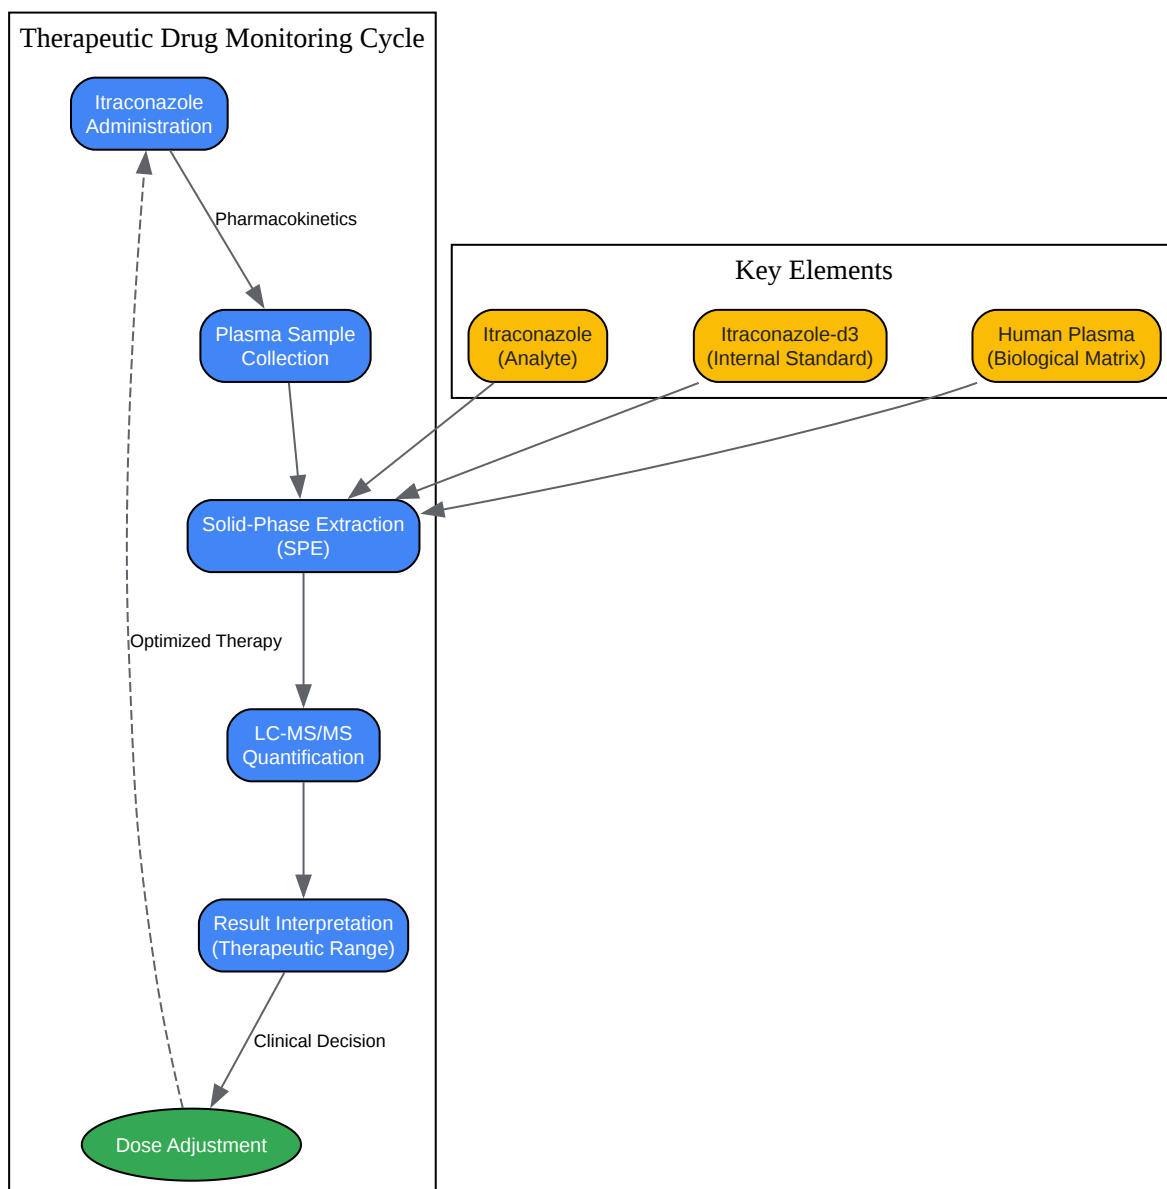 Therapeutic Drug Monitoring Cycle
Itraconazole
Administration
Pharmacokinetics
Plasma Sample
Collection
Key Elements
Itraconazole
(Analyte)
Itraconazole-d3
(Internal Standard)
Human Plasma
(Biological Matrix)
Solid-Phase Extraction
(SPE)
Optimized Therapy
LC-MS/MS
Quantification
Result Interpretation
(Therapeutic Range)
Clinical Decision
Dose Adjustment